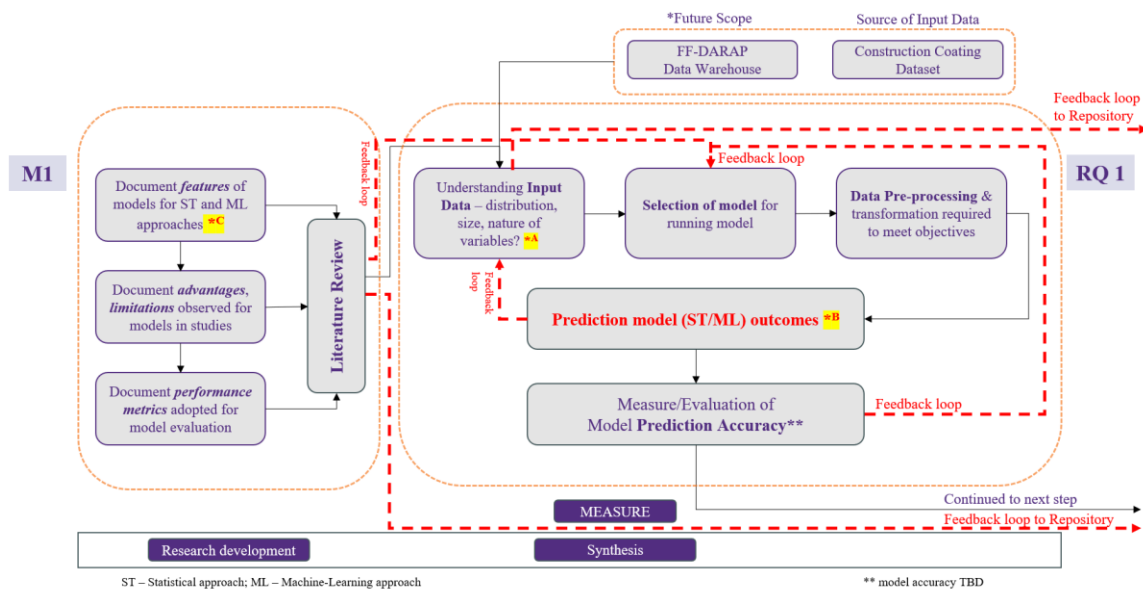 *Future Scope
Source of Input Data
FF-DARAP
Data Warehouse
Construction Coating
Dataset
Feedback loop
to Repository
M1
RQ 1
Document features of
models for ST and ML
approaches *C
Document advantages,
limitations observed for
models in studies
Document performance
metrics adopted for
model evaluation
Literature Review
Feedback
loop
Feedback loop
Understanding Input
Data – distribution,
size, nature of
variables? *A
Selection of model for
running model
Data Pre-processing &
transformation required
to meet objectives
Feedback
loop
Prediction model (ST/ML) outcomes *B
Measure/Evaluation of
Model Prediction Accuracy**
Feedback loop
Continued to next step
MEASURE
Feedback loop to Repository
Research development
Synthesis
ST – Statistical approach; ML – Machine-Learning approach
** model accuracy TBD